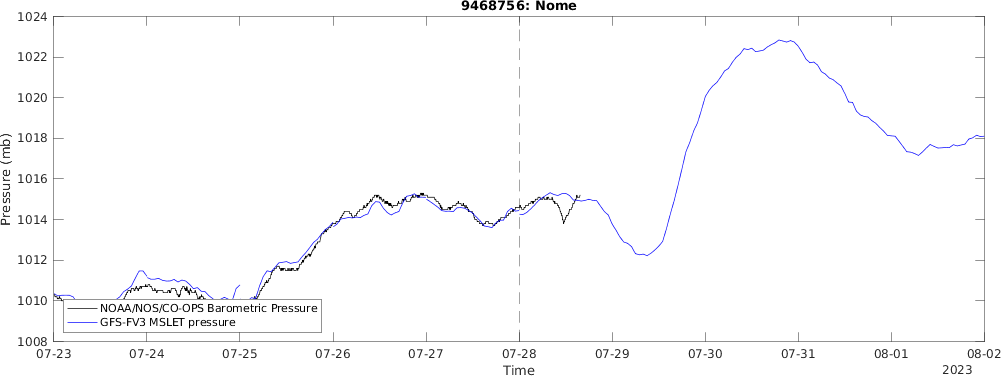 9468756: Nome
1024
1022
1020
1018
1016
1014
1012
1010
1008
Pressure (mb)
NOAA/NOS/CO-OPS Barometric Pressure
GFS-FV3 MSLET pressure
07-23 07-24 07-25 07-26 07-27 07-28 07-29 07-30 07-31 08-01 08-02
Time
2023